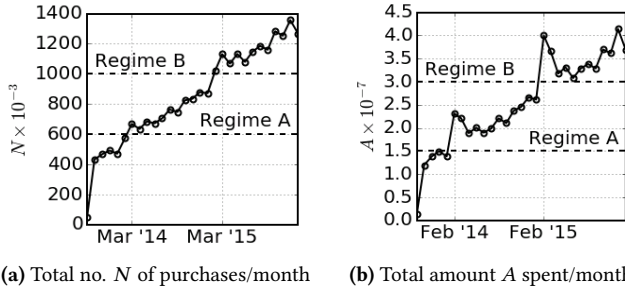 1400
1200
1000
800
600
400
200
0
N × 10⁻³
Regime B
Regime A
Mar '14
Mar '15
4.5
4.0
3.5
3.0
2.5
2.0
1.5
1.0
0.5
0.0
A × 10⁻⁷
Regime B
Regime A
Feb '14
Feb '15
(a) Total no. N of purchases/month
(b) Total amount A spent/month